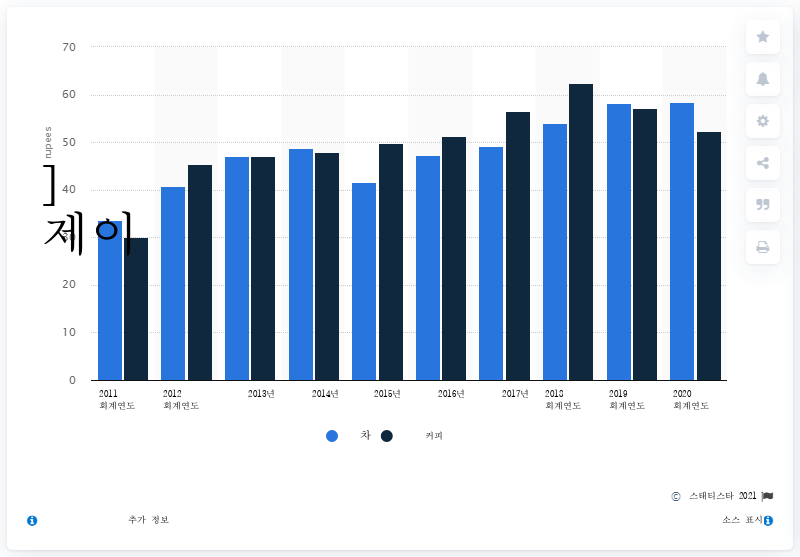 70
60
50
40
30
20
10
0
rupees
]
제이
2011
회계연도
2012
회계연도
2013년
2014년
2015년
2016년
2017년
2018
회계연도
2019
회계연도
2020
회계연도
차
커피
© 스태티스타 2021
추가 정보
소스 표시